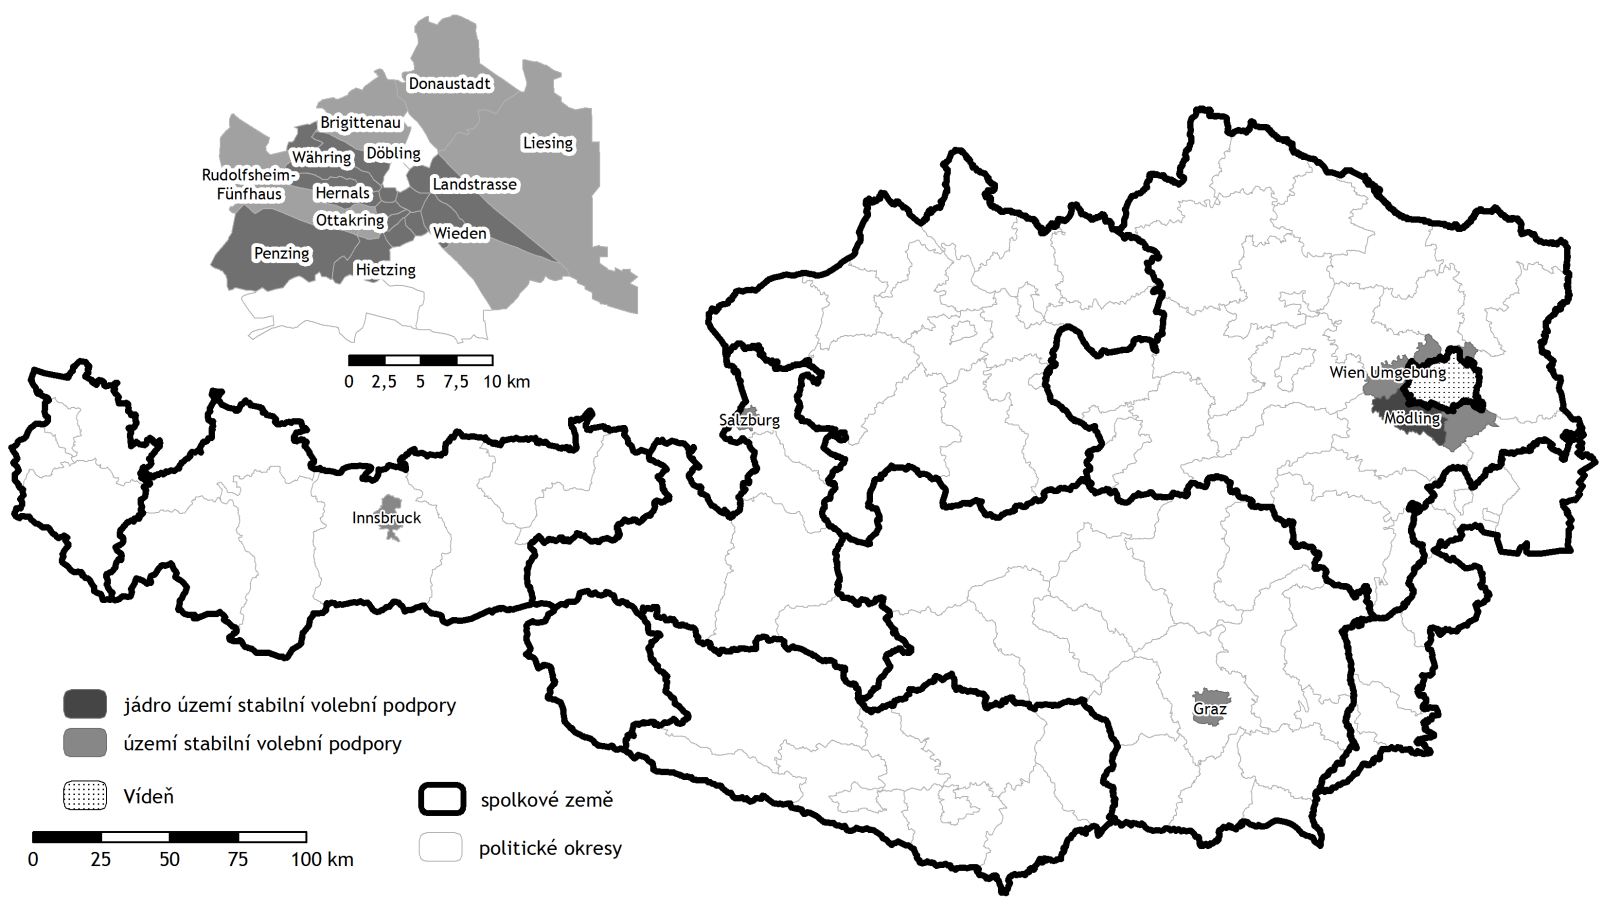 Donaustadt
Brigittenau
Liesing
Währing
Döbling
Rudolfsheim-
Fünfhaus
Hernals
Landstrasse
Ottakring
Wieden
Penzing
Hietzing
0 2,5 5 7,5 10 km
Wien Umgebung
Mödling
Salzburg
Innsbruck
Graz
jádro území stabilní volební podpory
území stabilní volební podpory
Vídeň
spolkové země
politické okresy
0 25 50 75 100 km